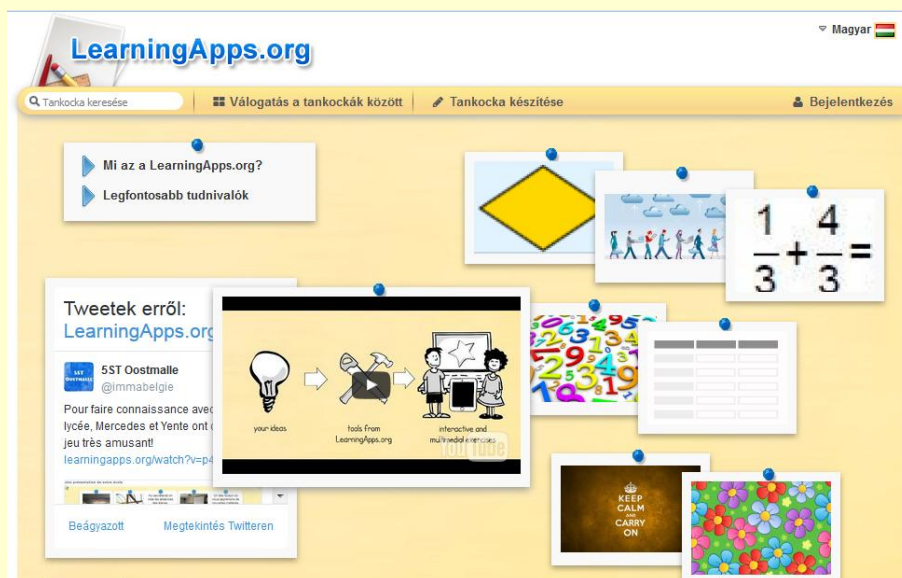 LearningApps.org
Magyar
Tankocka keresése
Válogatás a tankockák között
Tankocka készítése
Bejelentkezés
Mi az a LearningApps.org?
Legfontosabb tudnivalók
1/3 + 4/3 =
Tweetek erről:
LearningApps.org
5ST Oostmalle
@immabelgie
Pour faire connaissance avec
lycée, Mercedes et Yente ont
jeu très amusant!
learningapps.org/watch?v=p4
Beágyazott
Megtekintés Twitteren
your ideas
tools from
LearningApps.org
interactive and
multimedial exercises
YouTube
KEEP
CALM
AND
CARRY
ON